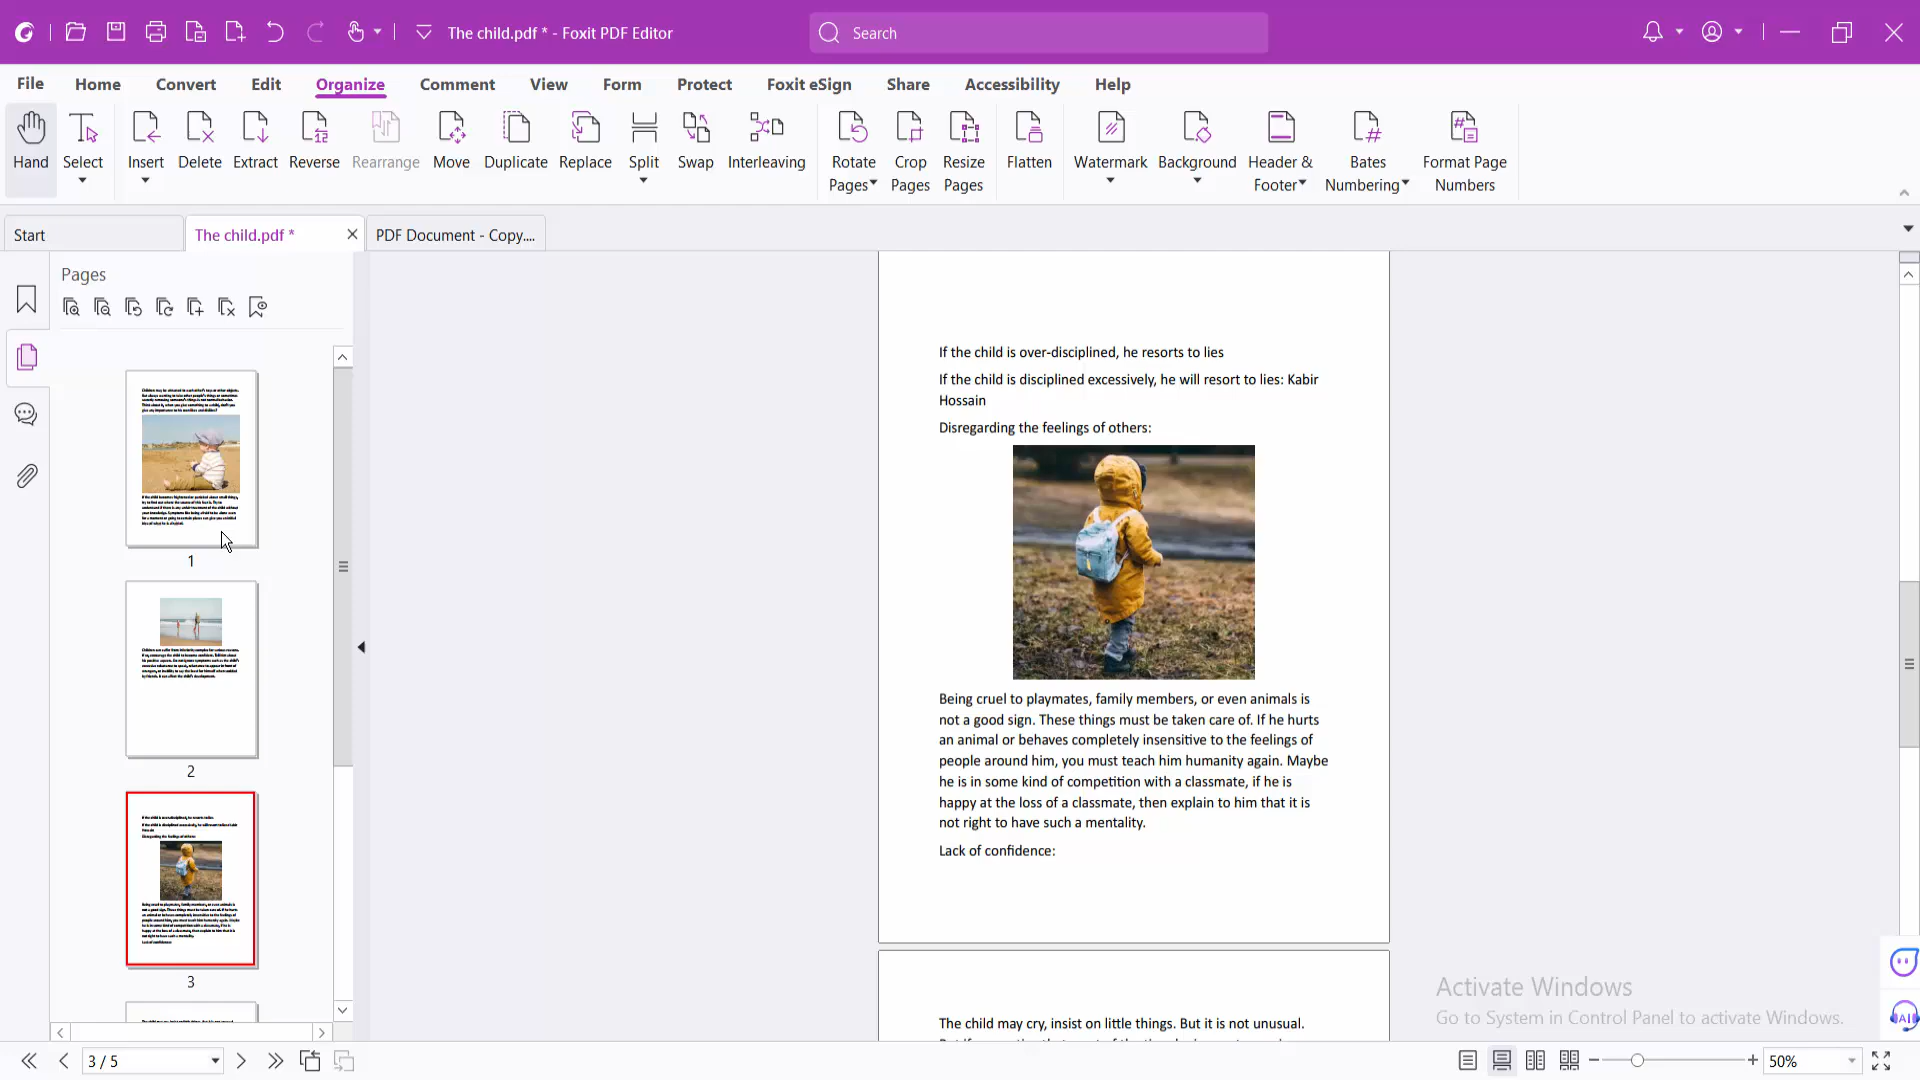 The child.pdf * - Foxit PDF Editor
Search
File Home Convert Edit Organize Comment View Form Protect Foxit eSign Share Accessibility Help
Hand Select Insert Delete Extract Reverse Rearrange Move Duplicate Replace Split Swap Interleaving Rotate Pages Crop Pages Resize Pages Flatten Watermark Background Header & Footer Bates Numbering Format Page Numbers
Start
The child.pdf *
PDF Document - Copy....
Pages
1
2
3
If the child is over-disciplined, he resorts to lies
If the child is disciplined excessively, he will resort to lies: Kabir
Hossain
Disregarding the feelings of others:
Being cruel to playmates, family members, or even animals is
not a good sign. These things must be taken care of. If he hurts
an animal or behaves completely insensitive to the feelings of
people around him, you must teach him humanity again. Maybe
he is in some kind of competition with a classmate, if he is
happy at the loss of a classmate, then explain to him that it is
not right to have such a mentality.
Lack of confidence:
The child may cry, insist on little things. But it is not unusual.
Activate Windows
Go to System in Control Panel to activate Windows.
AI
3 / 5
50%